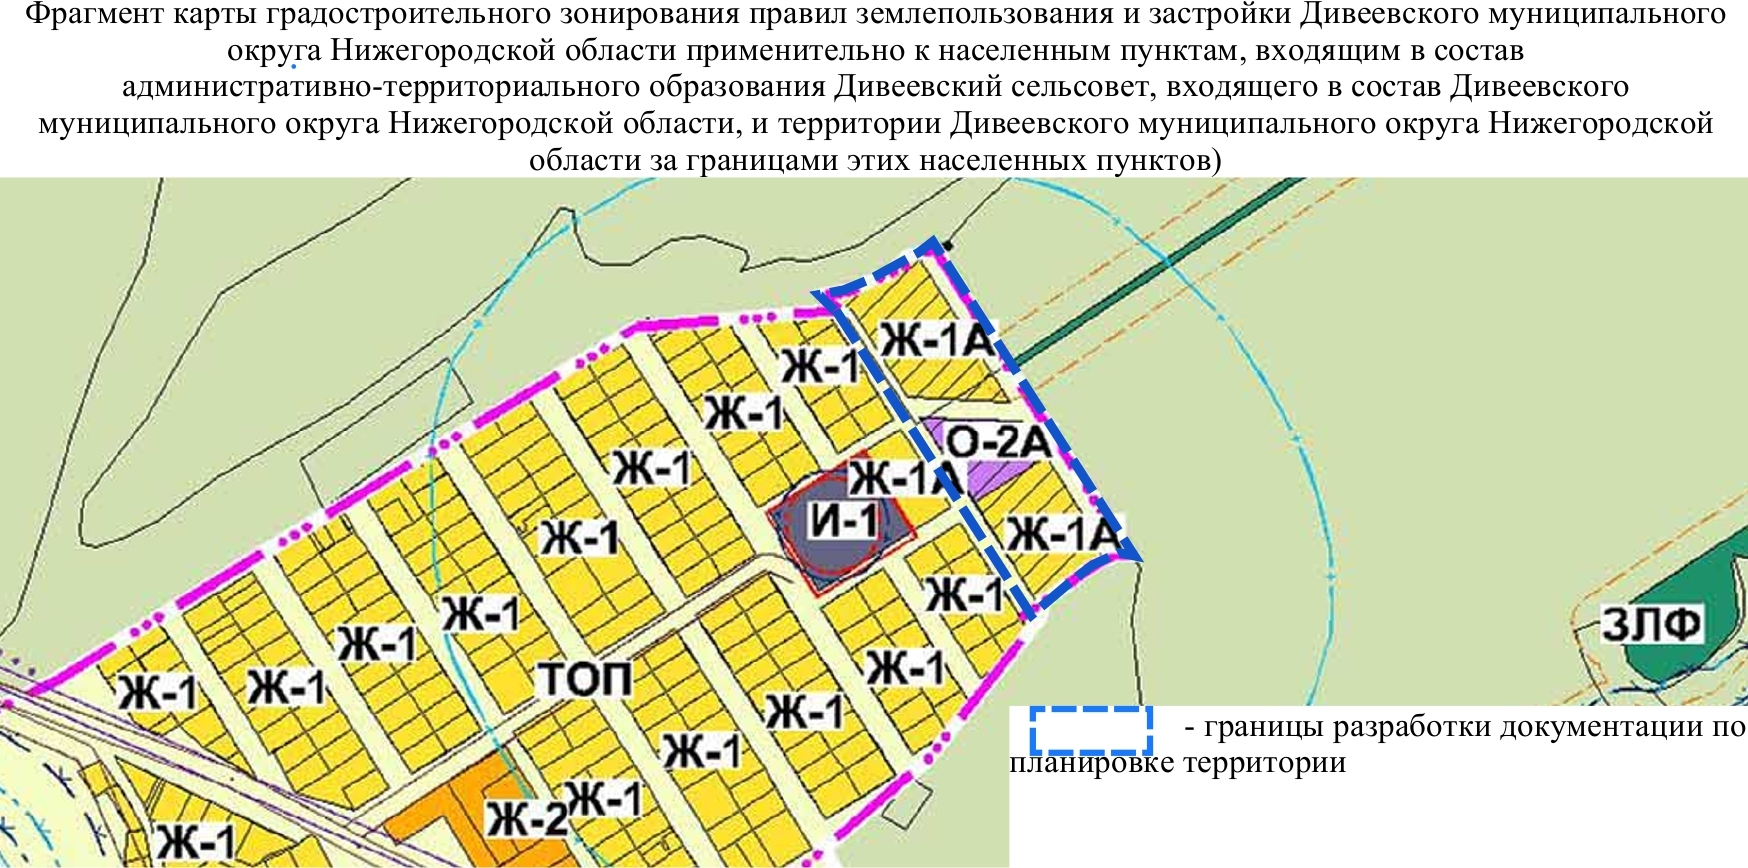 Фрагмент карты градостроительного зонирования правил землепользования и застройки Дивеевского муниципального
округа Нижегородской области применительно к населенным пунктам, входящим в состав
административно-территориального образования Дивеевский сельсовет, входящего в состав Дивеевского
муниципального округа Нижегородской области, и территории Дивеевского муниципального округа Нижегородской
области за границами этих населенных пунктов)
Ж-1А
Ж-1
Ж-1
О-2А
Ж-1
Ж-1А
И-1
Ж-1
Ж-1А
Ж-1
Ж-1
ЗЛФ
Ж-1
Ж-1
ТОП
Ж-1
Ж-1
Ж-1
Ж-1
- границы разработки документации по
планировке территории
Ж-1
Ж-1
Ж-2
Ж-1